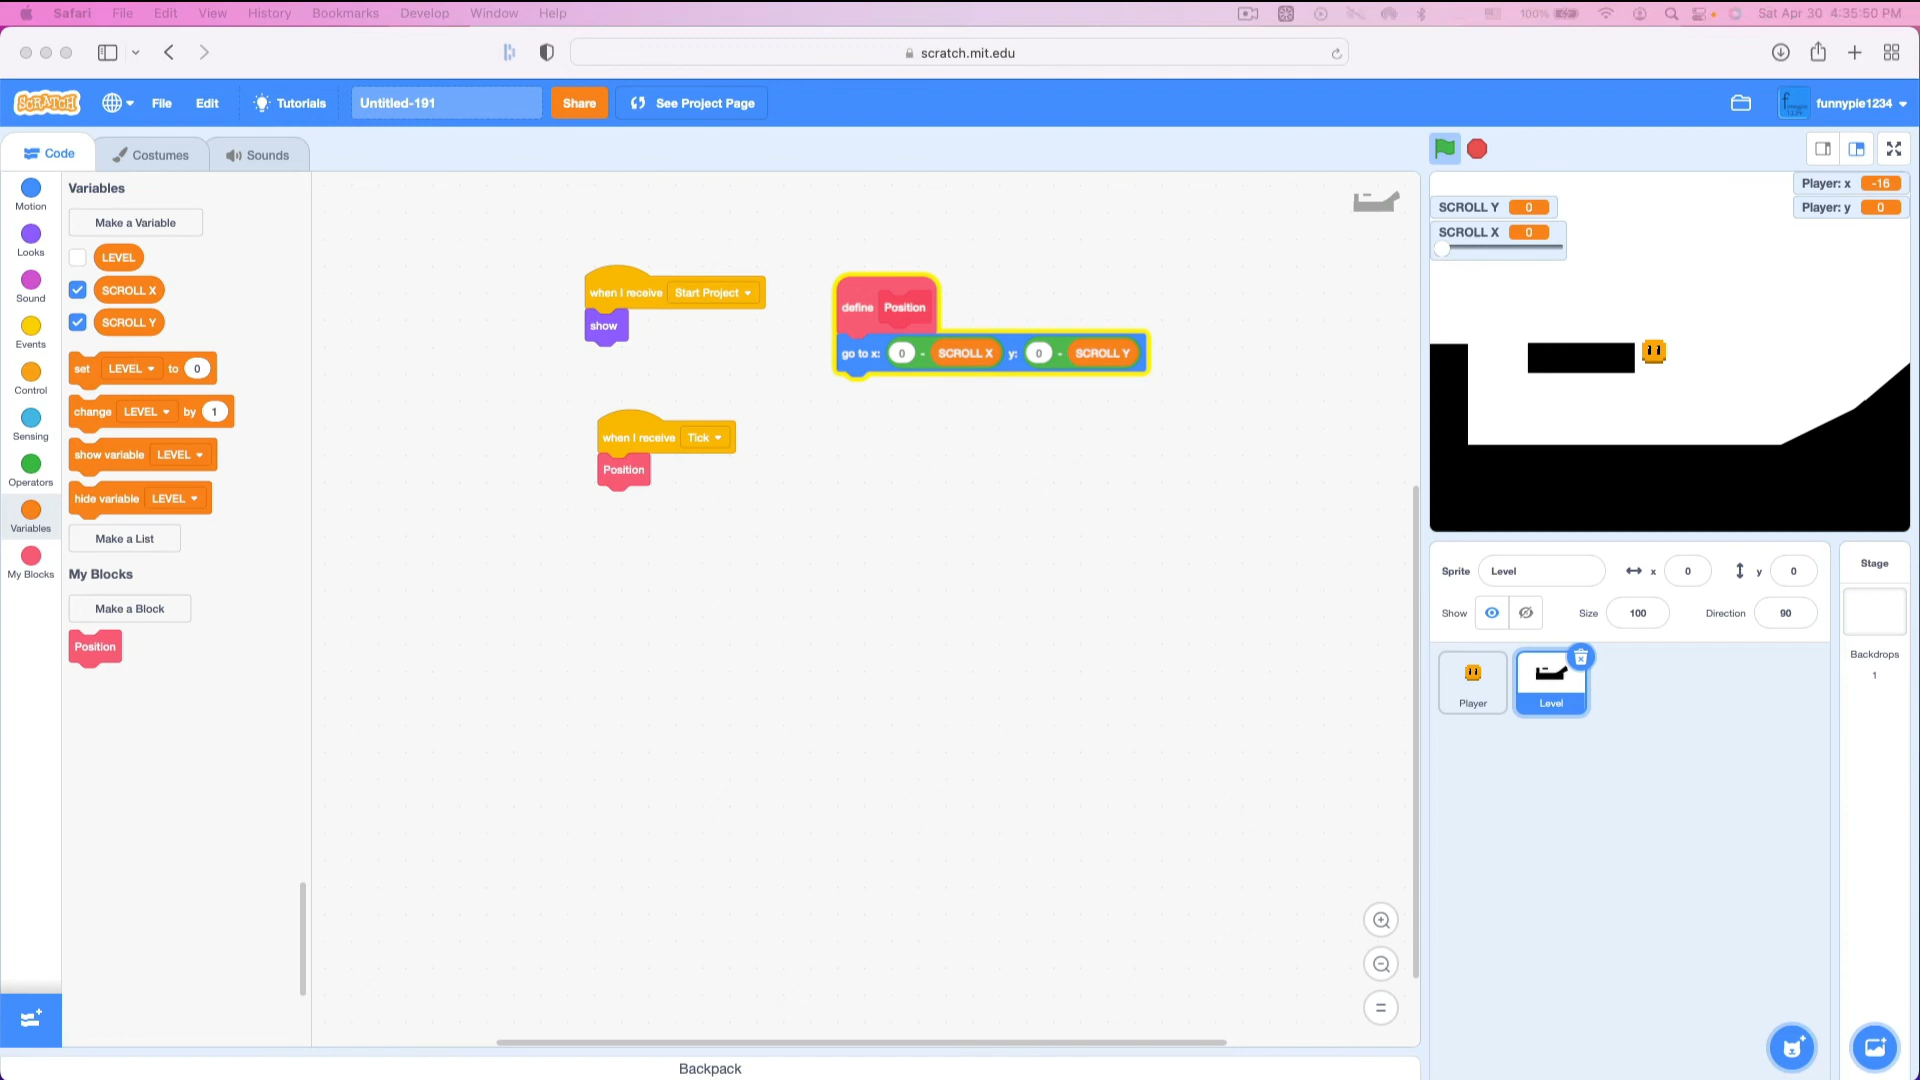 Safari File Edit View History Bookmarks Develop Window Help 100% Sat Apr 30 4:35:50 PM
scratch.mit.edu
SCRATCH File Edit Tutorials Untitled-191 Share See Project Page funnypie1234
Code Costumes Sounds
Motion
Looks
Sound
Events
Control
Sensing
Operators
Variables
My Blocks
Variables
Make a Variable
LEVEL
SCROLL X
SCROLL Y
set LEVEL to 0
change LEVEL by 1
show variable LEVEL
hide variable LEVEL
Make a List
My Blocks
Make a Block
Position
when I receive Start Project
show
define Position
go to x: 0 - SCROLL X y: 0 - SCROLL Y
when I receive Tick
Position
Player: x -16
Player: y 0
SCROLL Y 0
SCROLL X 0
Sprite Level x 0 y 0
Show Size 100 Direction 90
Player
Level
Stage
Backdrops
1
Backpack